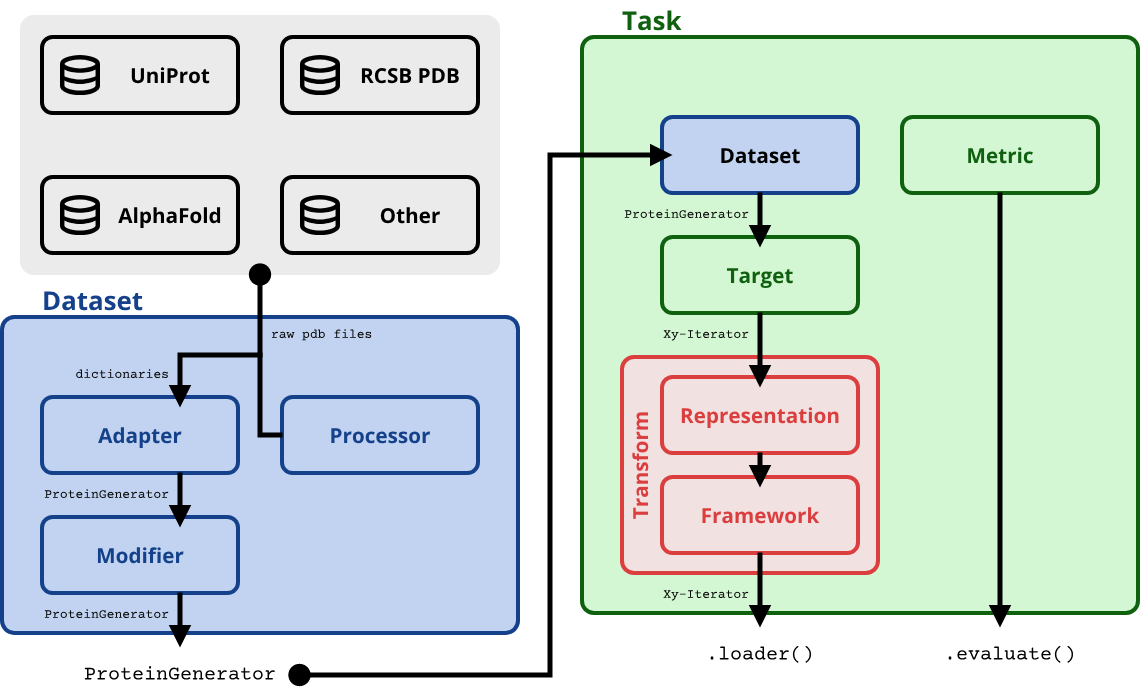 UniProt
RCSB PDB
AlphaFold
Other
Dataset
raw pdb files
dictionaries
Adapter
Processor
ProteinGenerator
Modifier
ProteinGenerator
ProteinGenerator
Task
Dataset
Metric
ProteinGenerator
Target
Xy-Iterator
Transform
Representation
Framework
Xy-Iterator
.loader()
.evaluate()